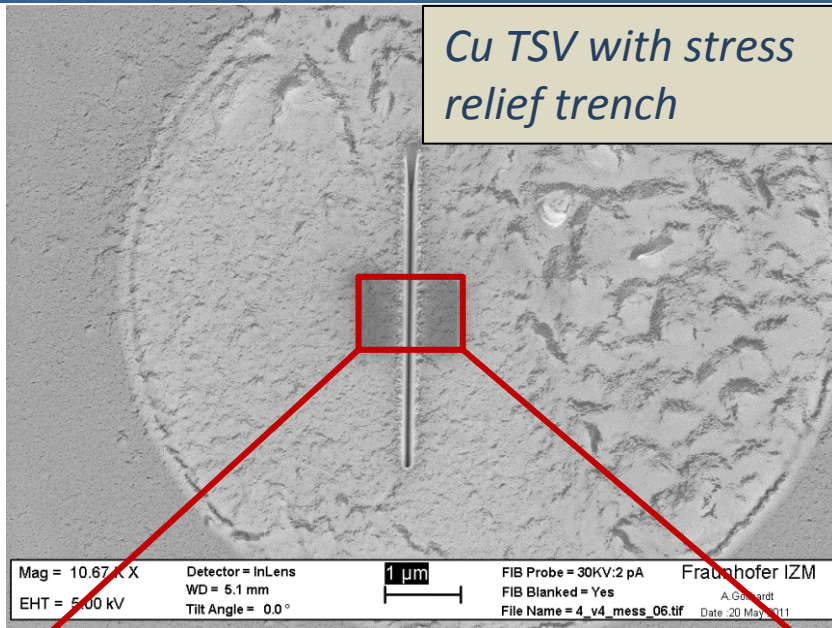 Cu TSV with stress
relief trench
Mag = 10.67 K X
EHT = 5.00 kV
Detector = InLens
WD = 5.1 mm
Tilt Angle = 0.0 °
1 µm
FIB Probe = 30KV:2 pA
FIB Blanked = Yes
File Name = 4_v4_mess_06.tif
Fraunhofer IZM
Date :20 May 2011